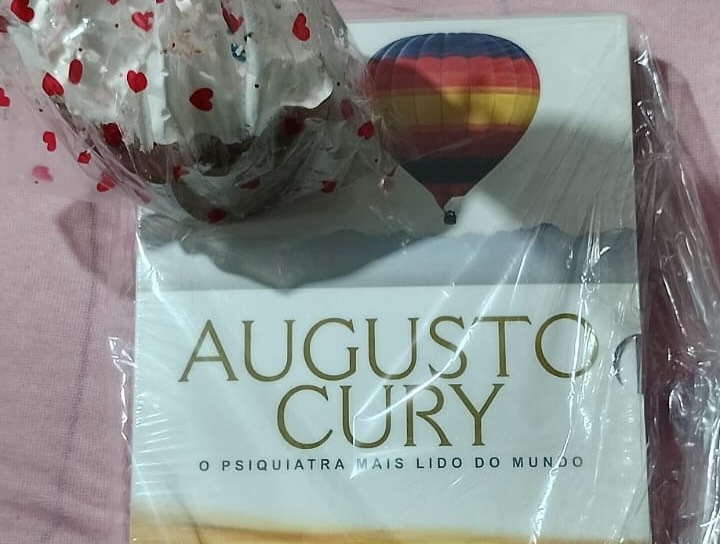 AUGUSTO
CURY
O PSIQUIATRA MAIS LIDO DO MUNDO